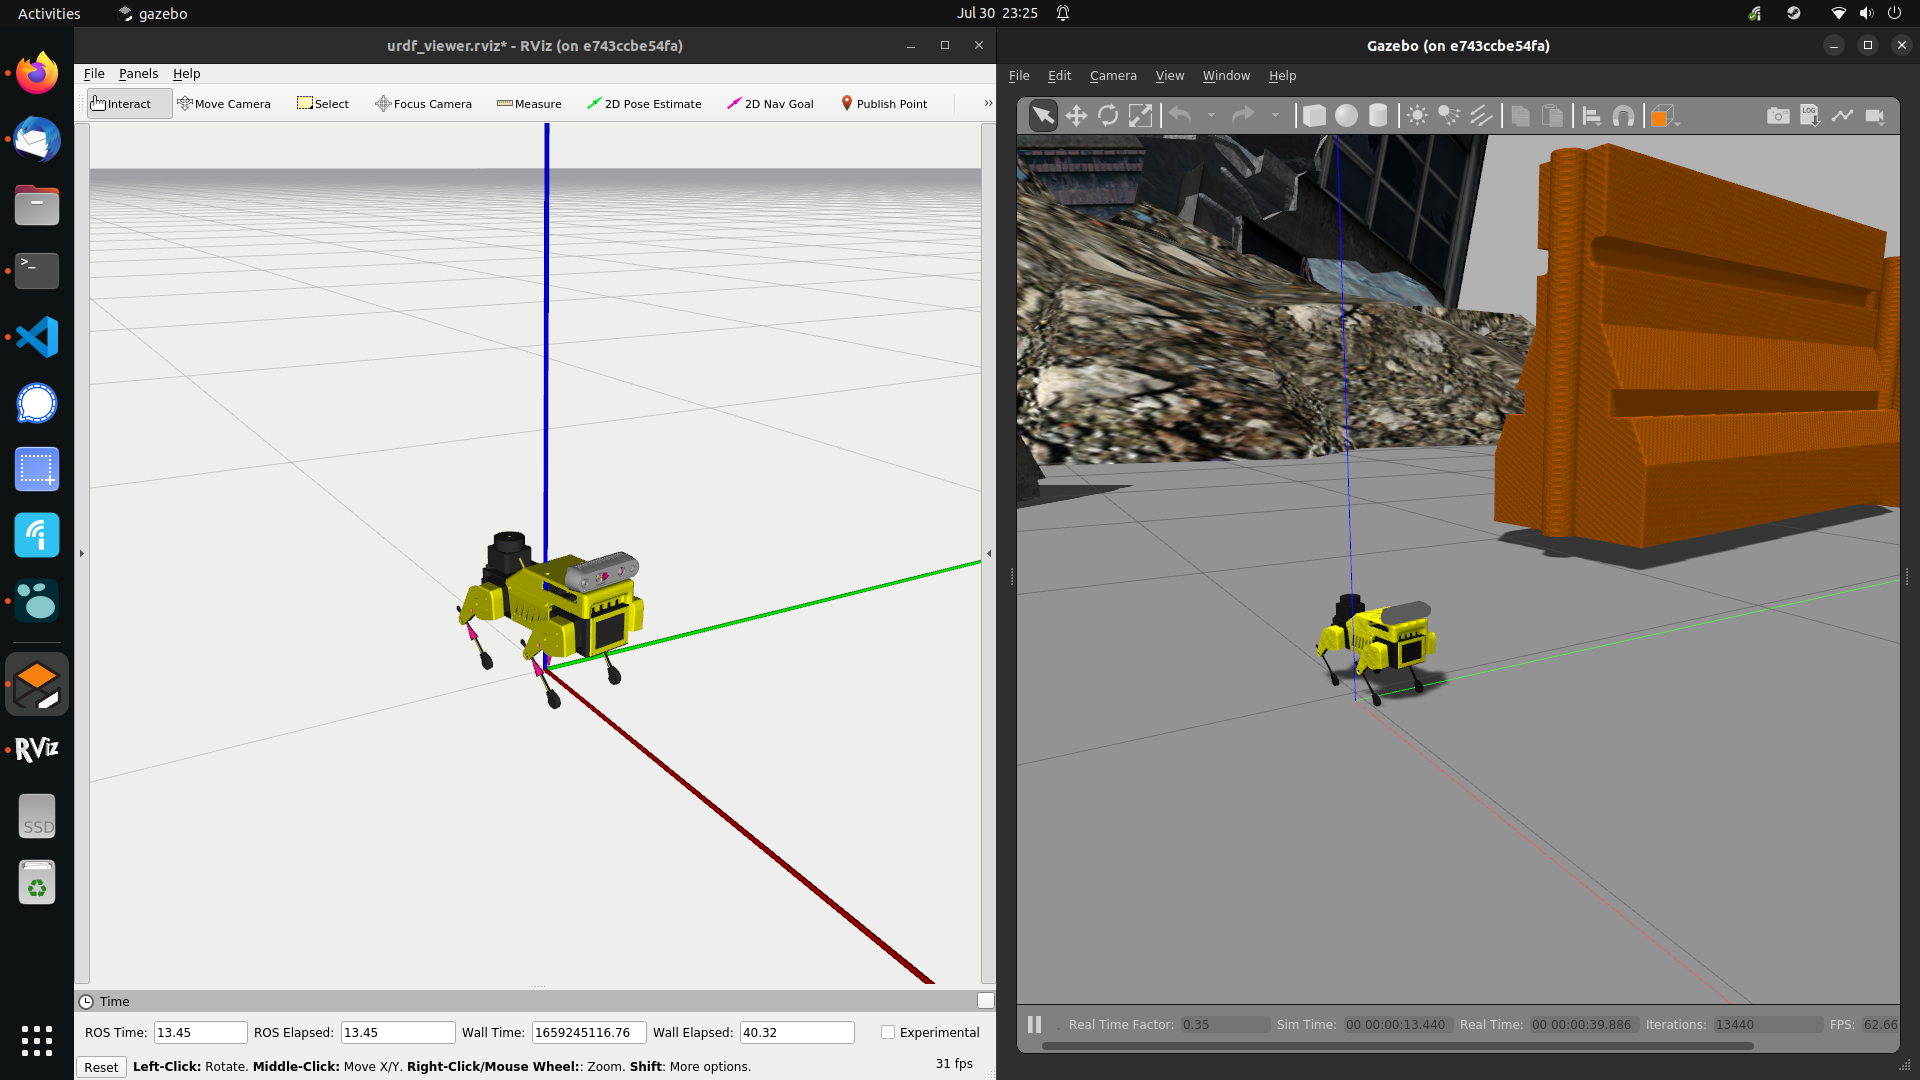 Activities
gazebo
Jul 30 23:25
urdf_viewer.rviz* - RViz (on e743ccbe54fa)
File Panels Help
Interact Move Camera Select Focus Camera Measure 2D Pose Estimate 2D Nav Goal Publish Point »
Time
ROS Time: 13.45 ROS Elapsed: 13.45 Wall Time: 1659245116.76 Wall Elapsed: 40.32 Experimental
Reset Left-Click: Rotate. Middle-Click: Move X/Y. Right-Click/Mouse Wheel:: Zoom. Shift: More options. 31 fps
Gazebo (on e743ccbe54fa)
File Edit Camera View Window Help
LOG
Real Time Factor: 0.35 Sim Time: 00 00:00:13.440 Real Time: 00 00:00:39.886 Iterations: 13440 FPS: 62.66
RViz
SSD